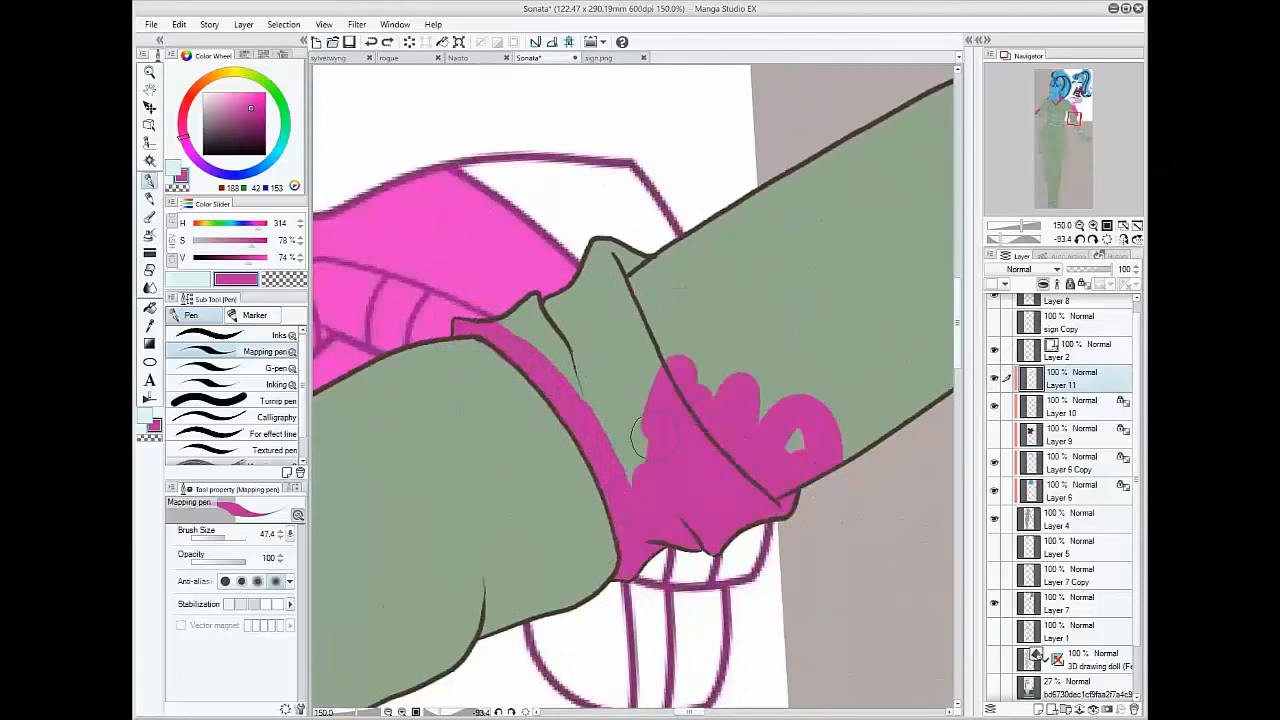 Sonata* (122.47 x 290.19mm 600dpi 150.0%) - Manga Studio EX
File Edit Story Layer Selection View Filter Window Help
Color Wheel
sylverwyng rogue Naoto Sonata* sign.png
Navigator
188 42 153
Color Slider
H 314
S 78 %
V 74 %
150.0
-93.4
Layer
Normal 100
Sub Tool [Pen]
Pen Marker
Inks
Mapping pen
G-pen
Inking
Turnip pen
Calligraphy
For effect line
Textured pen
Tool property [Mapping pen]
Mapping pen
Brush Size 47.4
Opacity 100
Anti-alias
Stabilization
Vector magnet
Layer 8
100 % Normal
sign Copy
100 % Normal
Layer 2
100 % Normal
Layer 11
100 % Normal
Layer 10
100 % Normal
Layer 9
100 % Normal
Layer 6 Copy
100 % Normal
Layer 6
100 % Normal
Layer 4
100 % Normal
Layer 5
100 % Normal
Layer 7 Copy
100 % Normal
Layer 7
100 % Normal
Layer 1
100 % Normal
3D drawing doll (Fe
27 % Normal
150.0 -93.4